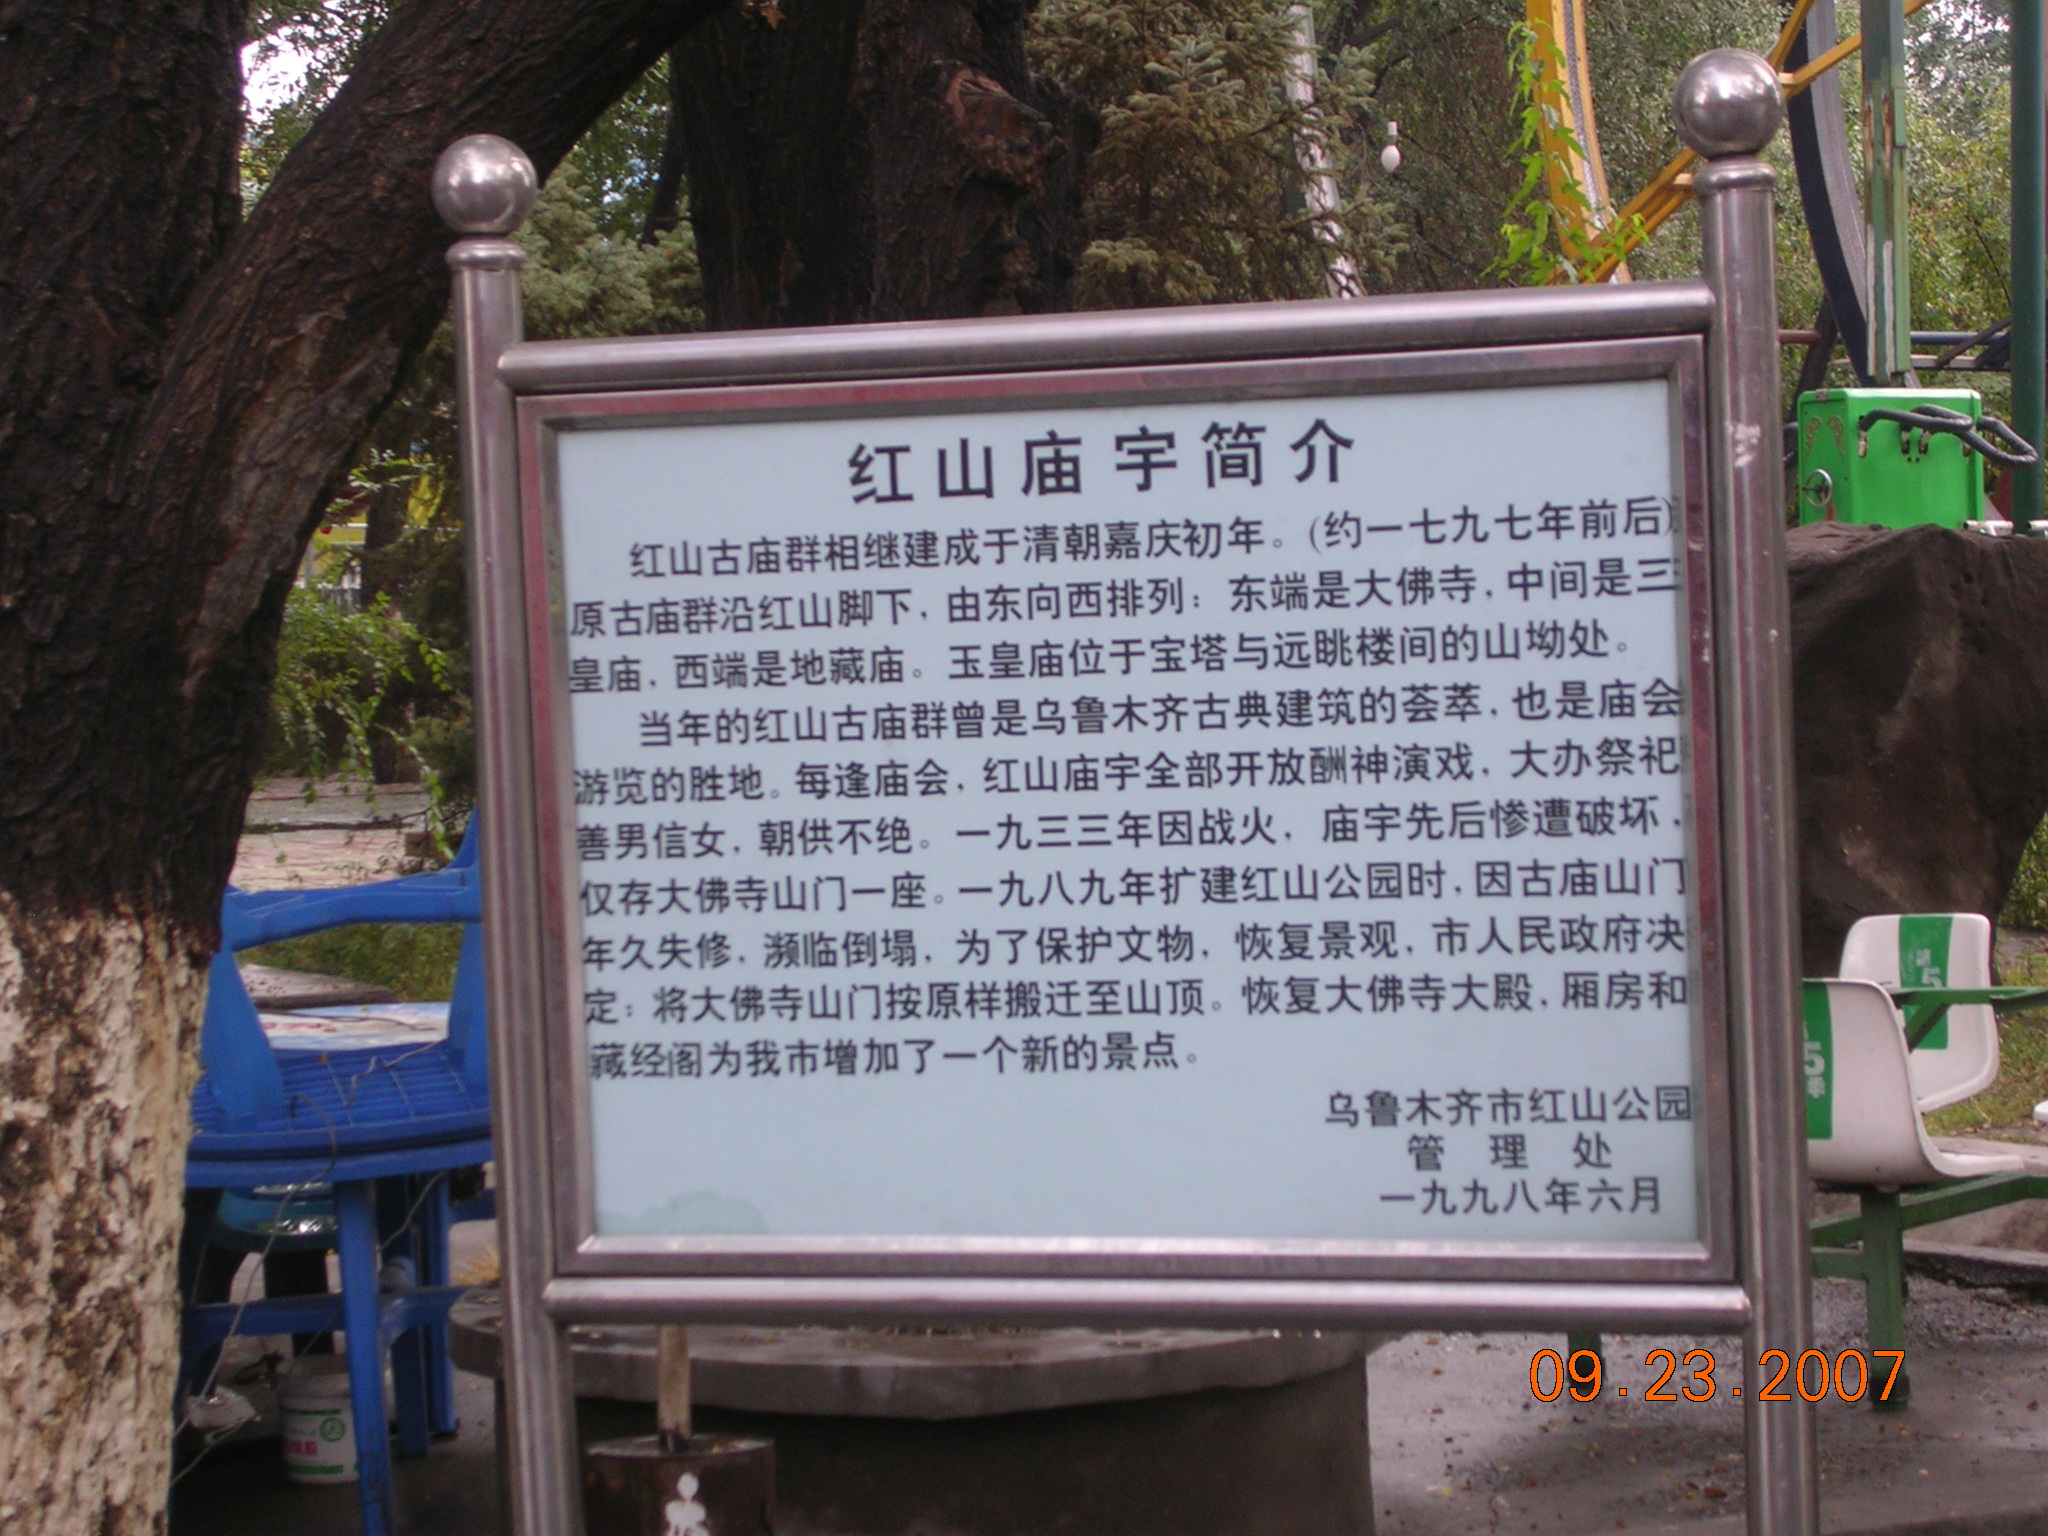 红山庙宇简介
红山古庙群相继建成于清朝嘉庆初年。(约一七九七年前后)
原古庙群沿红山脚下，由东向西排列：东端是大佛寺，中间是三
皇庙，西端是地藏庙。玉皇庙位于宝塔与远眺楼间的山坳处。
当年的红山古庙群曾是乌鲁木齐古典建筑的荟萃，也是庙会
游览的胜地。每逢庙会，红山庙宇全部开放酬神演戏，大办祭祀
善男信女，朝供不绝。一九三三年因战火，庙宇先后惨遭破坏，
仅存大佛寺山门一座。一九八九年扩建红山公园时，因古庙山门
年久失修，濒临倒塌，为了保护文物，恢复景观，市人民政府决
定：将大佛寺山门按原样搬迁至山顶。恢复大佛寺大殿，厢房和
藏经阁为我市增加了一个新的景点。
乌鲁木齐市红山公园
管理处
一九九八年六月
5
5
09.23.2007